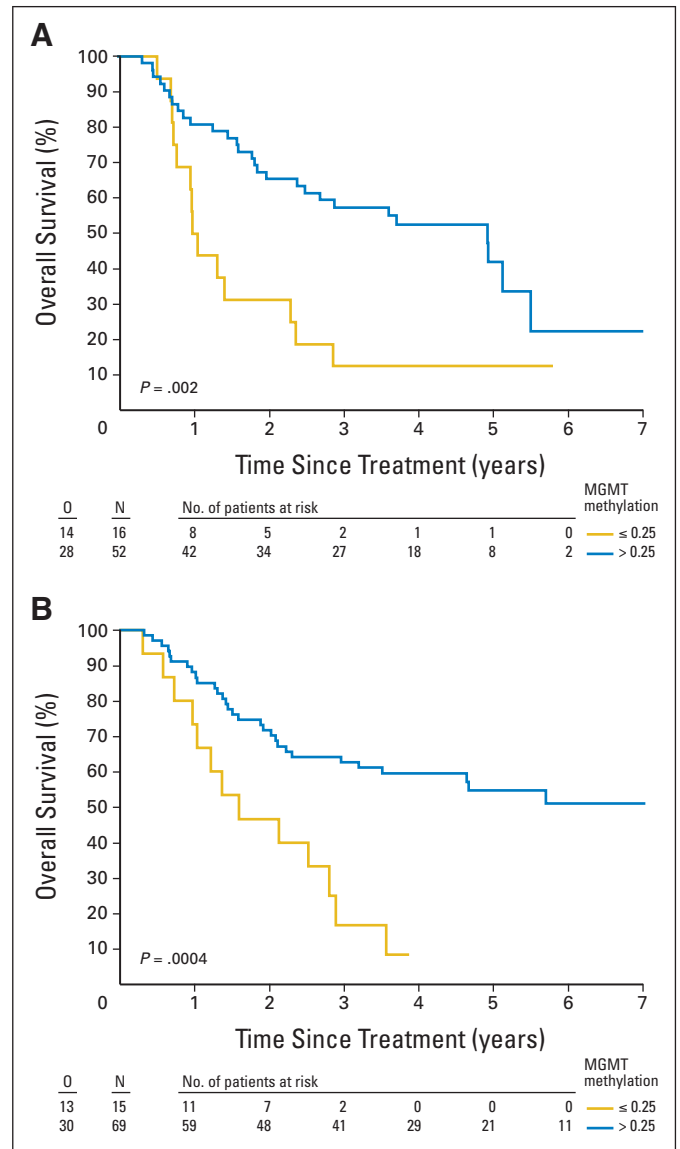 A
100
90
80
70
60
50
40
30
20
10
0
Overall Survival (%)
P = .002
1 2 3 4 5 6 7
Time Since Treatment (years)
MGMT
O N No. of patients at risk methylation
14 16 8 5 2 1 1 0 ≤ 0.25
28 52 42 34 27 18 8 2 > 0.25
B
100
90
80
70
60
50
40
30
20
10
0
Overall Survival (%)
P = .0004
1 2 3 4 5 6 7
Time Since Treatment (years)
MGMT
O N No. of patients at risk methylation
13 15 11 7 2 0 0 0 ≤ 0.25
30 69 59 48 41 29 21 11 > 0.25